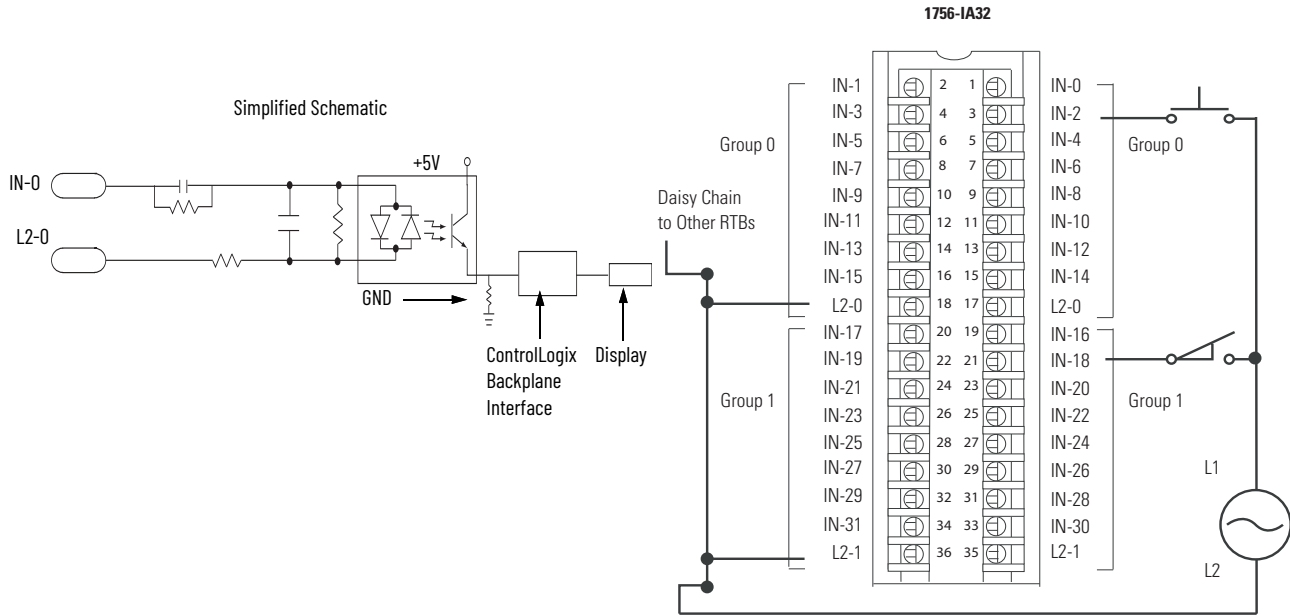 1756-IA32
Simplified Schematic
+5V
IN-0
L2-0
GND
ControlLogix
Backplane
Interface
Display
Daisy Chain
to Other RTBs
Group 0
Group 1
IN-1 2 1 IN-0
IN-3 4 3 IN-2
IN-5 6 5 IN-4
IN-7 8 7 IN-6
IN-9 10 9 IN-8
IN-11 12 11 IN-10
IN-13 14 13 IN-12
IN-15 16 15 IN-14
L2-0 18 17 L2-0
IN-17 20 19 IN-16
IN-19 22 21 IN-18
IN-21 24 23 IN-20
IN-23 26 25 IN-22
IN-25 28 27 IN-24
IN-27 30 29 IN-26
IN-29 32 31 IN-28
IN-31 34 33 IN-30
L2-1 36 35 L2-1
Group 0
Group 1
L1
L2